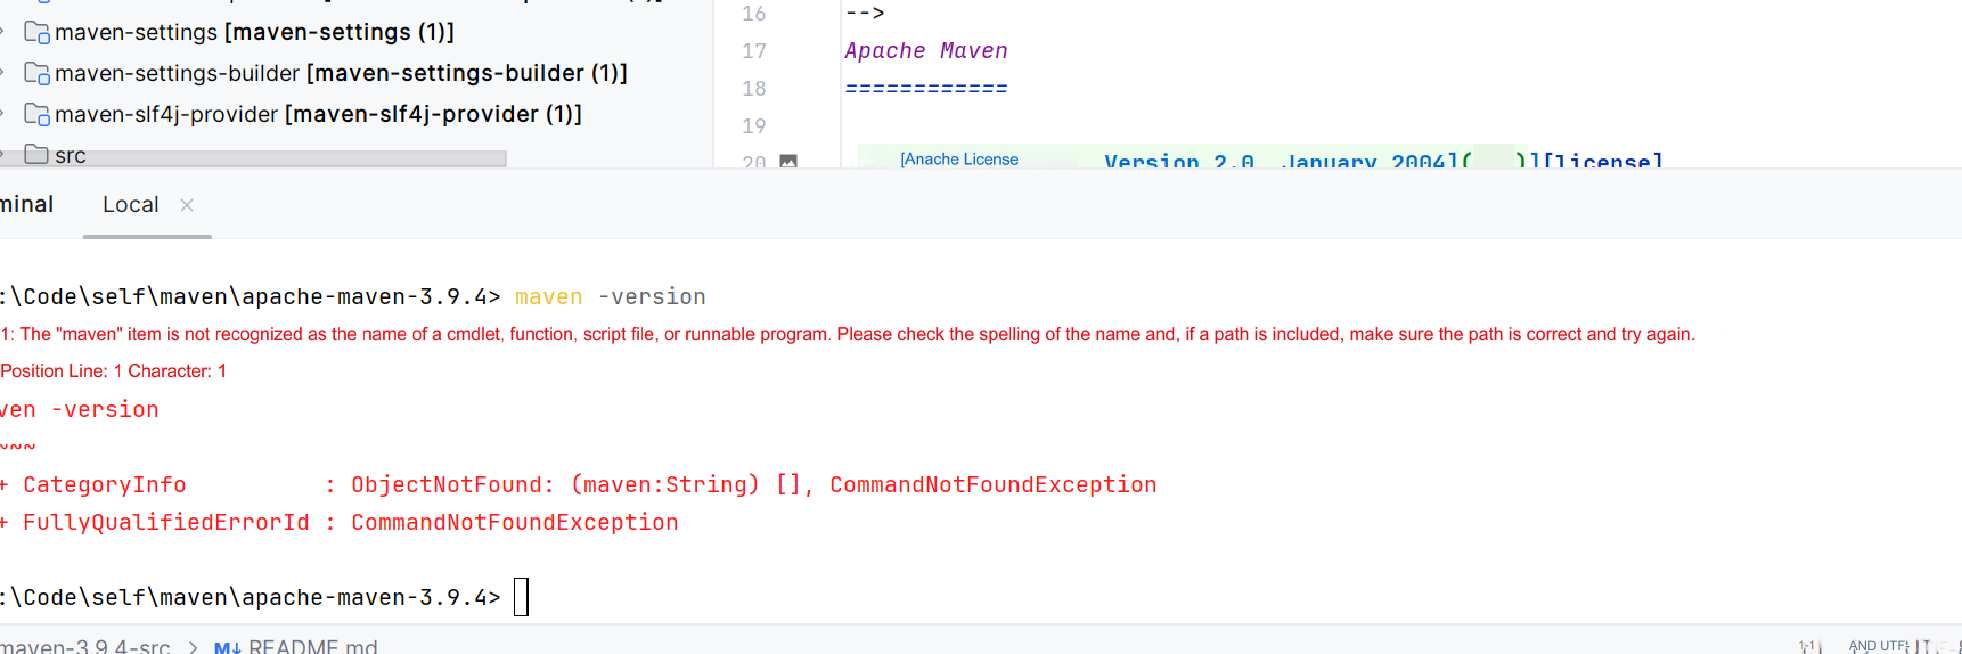 maven-settings [maven-settings (1)]
maven-settings-builder [maven-settings-builder (1)]
maven-slf4j-provider [maven-slf4j-provider (1)]
src
16 -->
17 Apache Maven
18 ============
19
20 [Anache License Version 2.0 January 2004]( )][license]
minal Local ×
:\Code\self\maven\apache-maven-3.9.4> maven -version
1: The "maven" item is not recognized as the name of a cmdlet, function, script file, or runnable program. Please check the spelling of the name and, if a path is included, make sure the path is correct and try again.
Position Line: 1 Character: 1
ven -version
~~~
+ CategoryInfo : ObjectNotFound: (maven:String) [], CommandNotFoundException
+ FullyQualifiedErrorId : CommandNotFoundException
:\Code\self\maven\apache-maven-3.9.4>
maven-3.9.4-src > M↓ README.md
1:1 AND UTF-